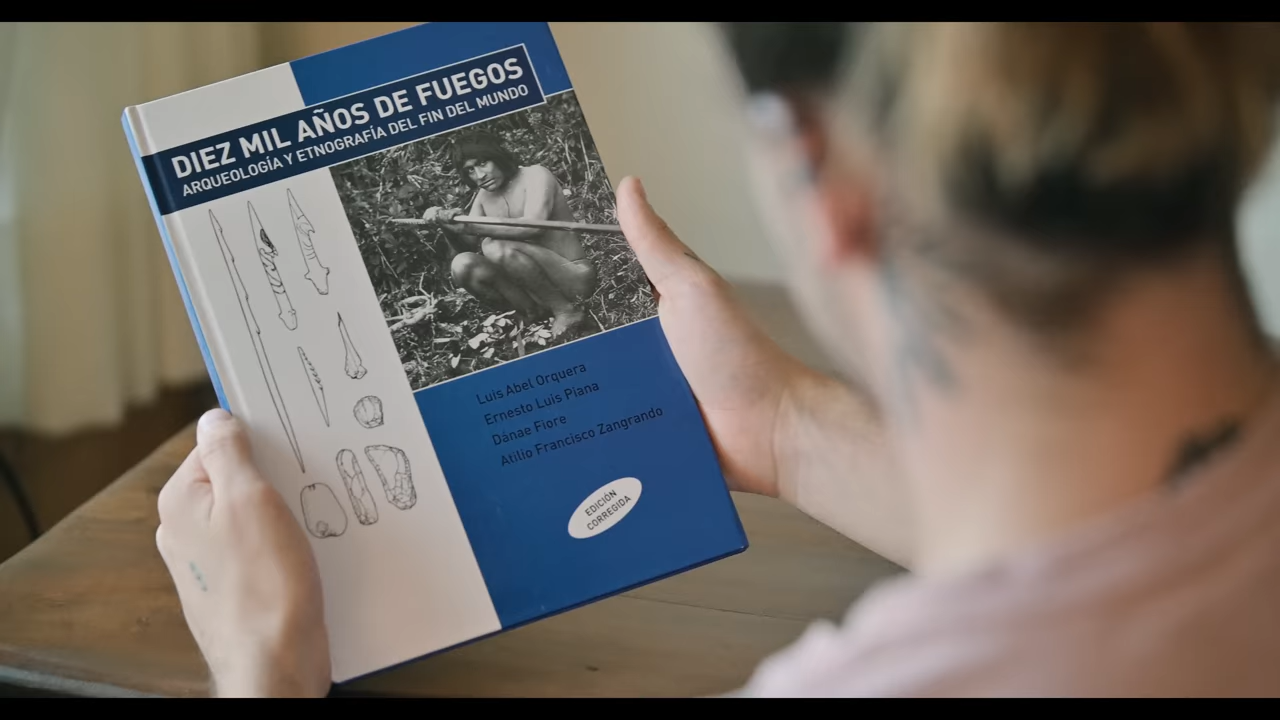 DIEZ MIL AÑOS DE FUEGOS
ARQUEOLOGÍA Y ETNOGRAFÍA DEL FIN DEL MUNDO
Luis Abel Orquera
Ernesto Luis Piana
Dánae Fiore
Atilio Francisco Zangrando
EDICIÓN
CORREGIDA